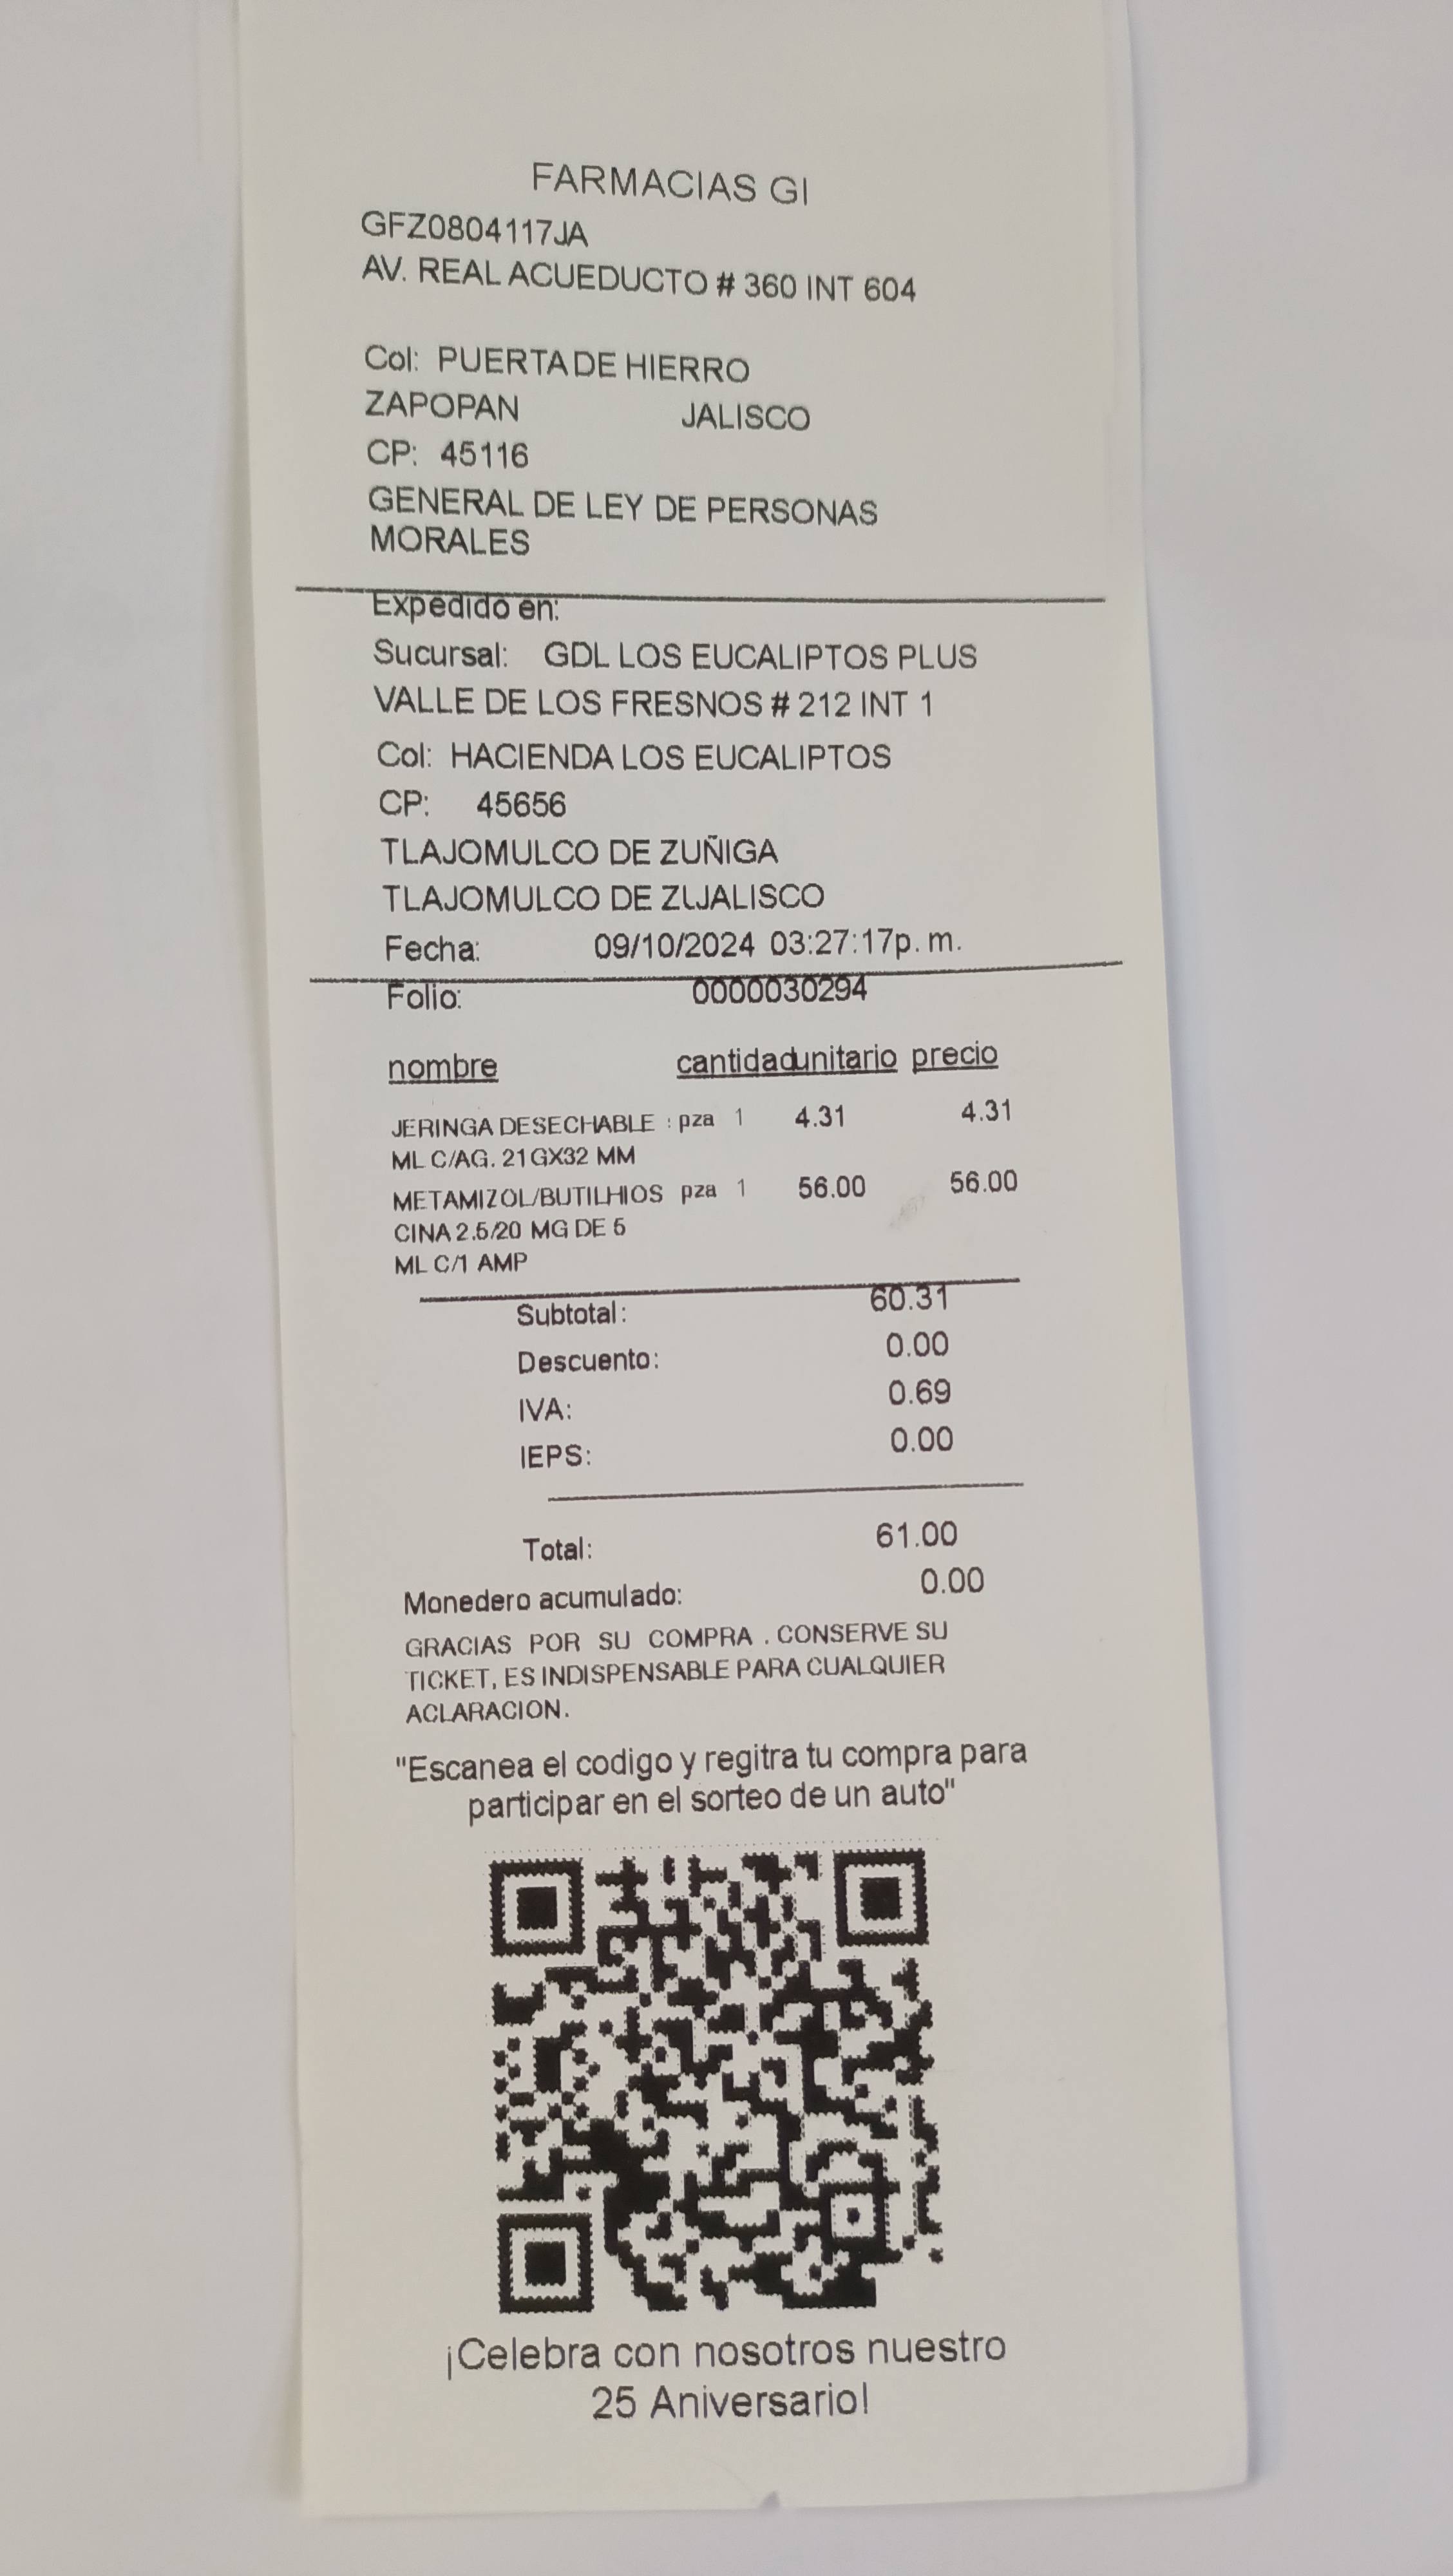 FARMACIAS GI
GFZ0804117JA
AV. REAL ACUEDUCTO # 360 INT 604
Col: PUERTA DE HIERRO
ZAPOPAN JALISCO
CP: 45116
GENERAL DE LEY DE PERSONAS
MORALES
Expedido en:
Sucursal: GDL LOS EUCALIPTOS PLUS
VALLE DE LOS FRESNOS # 212 INT 1
Col: HACIENDA LOS EUCALIPTOS
CP: 45656
TLAJOMULCO DE ZUÑIGA
TLAJOMULCO DE ZUJALISCO
Fecha: 09/10/2024 03:27:17p. m.
Folio: 0000030294
nombre cantidad unitario precio
JERINGA DESECHABLE : pza 1 4.31 4.31
ML C/AG. 21GX32 MM
METAMIZOL/BUTILHIOS pza 1 56.00 56.00
CINA 2.5/20 MG DE 5
ML C/1 AMP
Subtotal: 60.31
Descuento: 0.00
IVA: 0.69
IEPS: 0.00
Total: 61.00
Monedero acumulado: 0.00
GRACIAS POR SU COMPRA . CONSERVE SU
TICKET, ES INDISPENSABLE PARA CUALQUIER
ACLARACION.
"Escanea el codigo y regitra tu compra para
participar en el sorteo de un auto"
¡Celebra con nosotros nuestro
25 Aniversario!